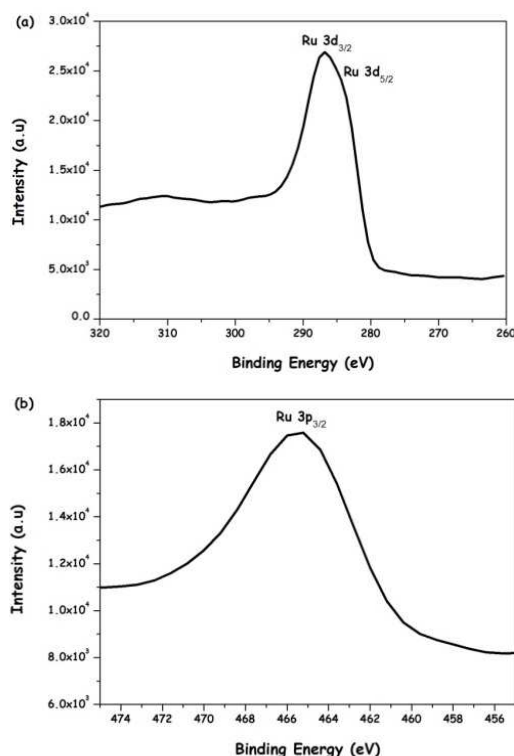 (a)
Ru 3d3/2
Ru 3d5/2
3.0x10⁴
2.5x10⁴
2.0x10⁴
1.5x10⁴
1.0x10⁴
5.0x10³
0.0
Intensity (a.u)
320 310 300 290 280 270 260
Binding Energy (eV)
(b)
Ru 3p3/2
1.8x10⁴
1.6x10⁴
1.4x10⁴
1.2x10⁴
1.0x10⁴
8.0x10³
6.0x10³
Intensity (a.u)
474 472 470 468 466 464 462 460 458 456
Binding Energy (eV)